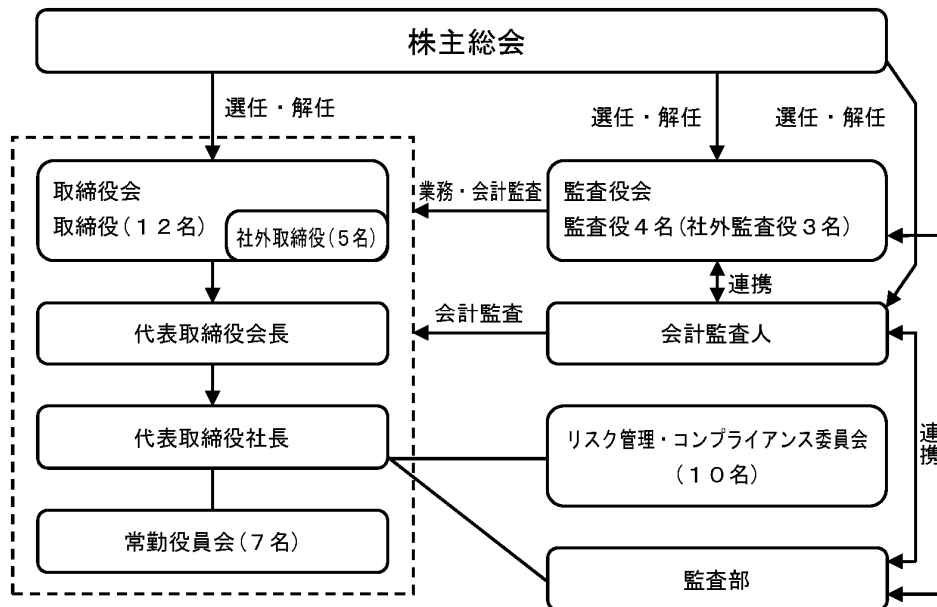 株主総会
選任・解任
選任・解任
選任・解任
取締役会
取締役(12名)
社外取締役(5名)
業務・会計監査
監査役会
監査役4名(社外監査役3名)
連携
代表取締役会長
会計監査
会計監査人
代表取締役社長
リスク管理・コンプライアンス委員会
(10名)
連携
常勤役員会(7名)
監査部